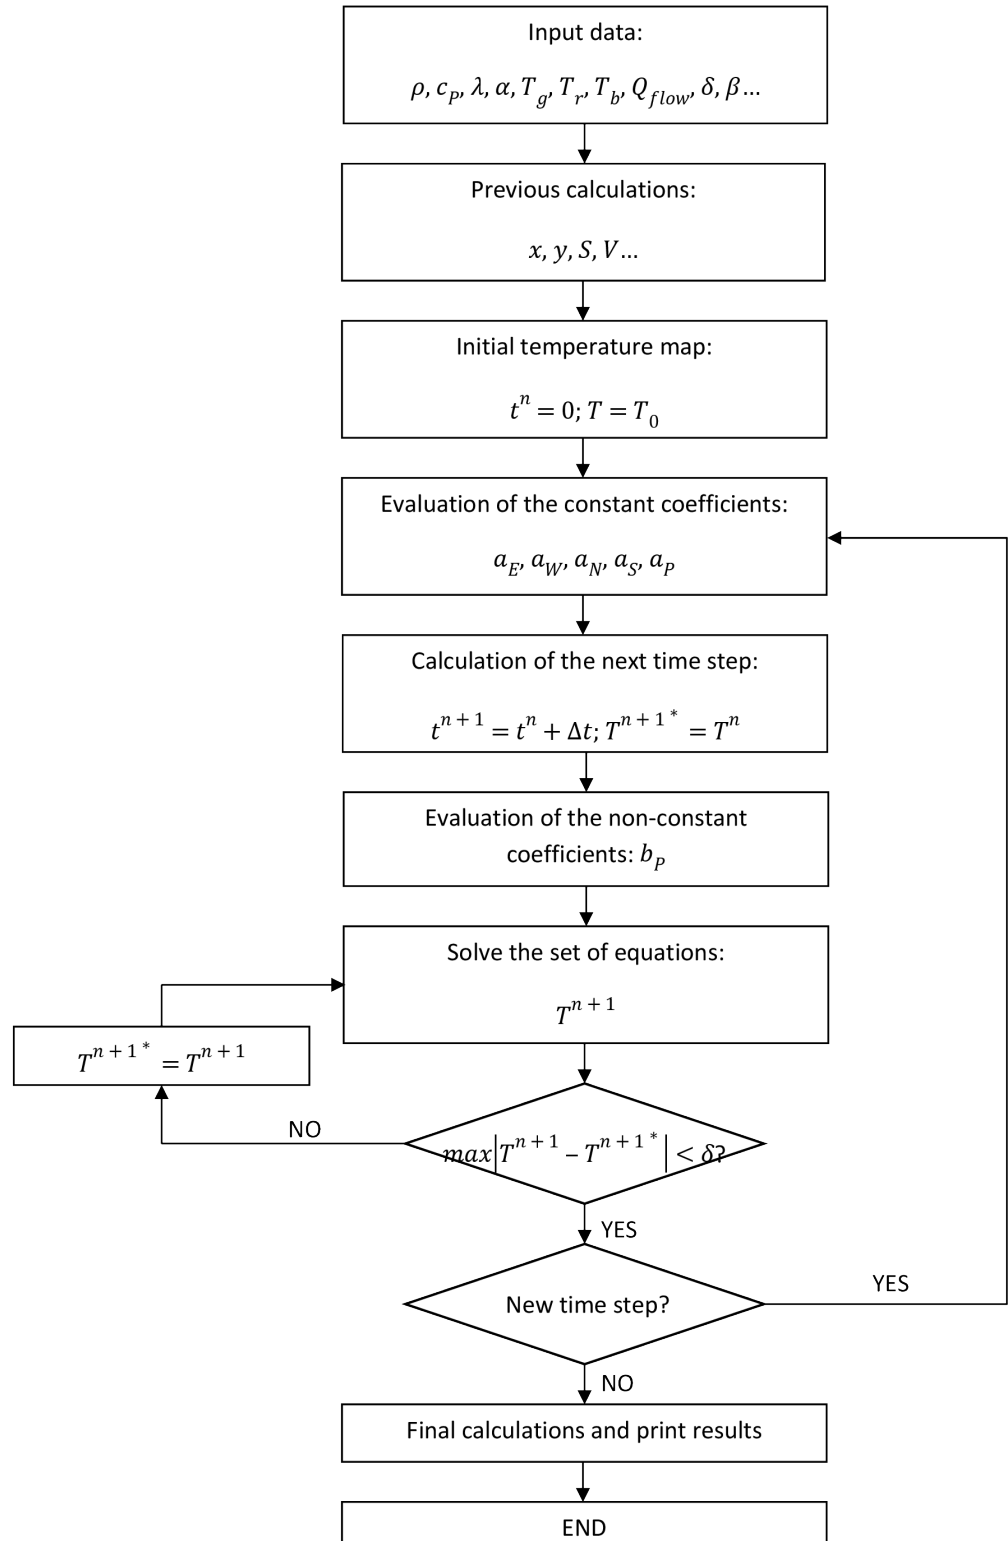 Input data:
ρ, c_P, λ, α, T_g, T_r, T_b, Q_flow, δ, β…
Previous calculations:
x, y, S, V…
Initial temperature map:
t^n = 0; T = T_0
Evaluation of the constant coefficients:
a_E, a_W, a_N, a_S, a_P
Calculation of the next time step:
t^{n+1} = t^n + Δt; T^{n+1*} = T^n
Evaluation of the non-constant
coefficients: b_P
Solve the set of equations:
T^{n+1}
T^{n+1*} = T^{n+1}
NO
max|T^{n+1} – T^{n+1*}| < δ?
YES
New time step?
YES
NO
Final calculations and print results
END